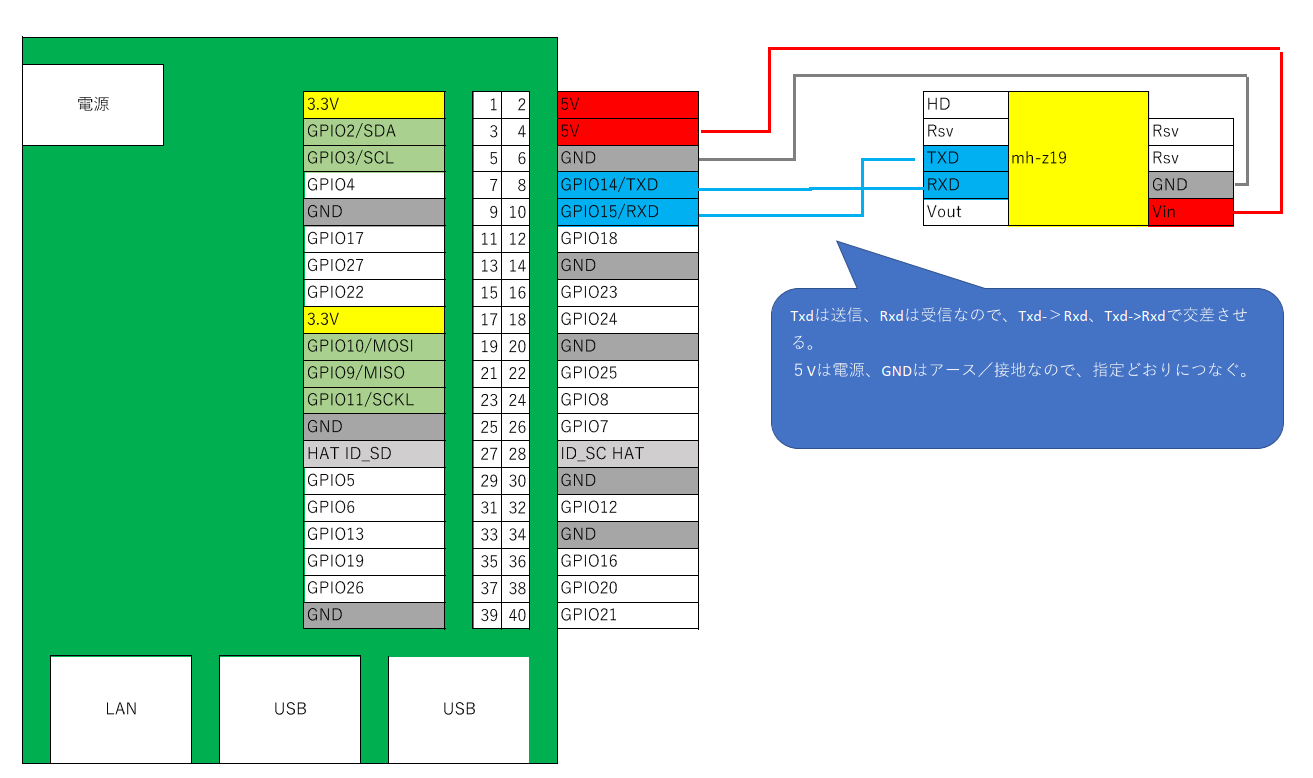 電源
3.3V 1 2 5V
GPIO2/SDA 3 4 5V
GPIO3/SCL 5 6 GND
GPIO4 7 8 GPIO14/TXD
GND 9 10 GPIO15/RXD
GPIO17 11 12 GPIO18
GPIO27 13 14 GND
GPIO22 15 16 GPIO23
3.3V 17 18 GPIO24
GPIO10/MOSI 19 20 GND
GPIO9/MISO 21 22 GPIO25
GPIO11/SCKL 23 24 GPIO8
GND 25 26 GPIO7
HAT ID_SD 27 28 ID_SC HAT
GPIO5 29 30 GND
GPIO6 31 32 GPIO12
GPIO13 33 34 GND
GPIO19 35 36 GPIO16
GPIO26 37 38 GPIO20
GND 39 40 GPIO21
LAN USB USB
HD
Rsv Rsv
TXD mh-z19 Rsv
RXD GND
Vout Vin
Txdは送信、Rxdは受信なので、Txd-＞Rxd、Txd->Rxdで交差させ
る。
５Vは電源、GNDはアース／接地なので、指定どおりにつなぐ。